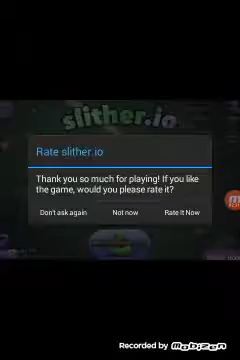 slither.io
Rate slither.io
Thank you so much for playing! If you like
the game, would you please rate it?
Don't ask again
Not now
Rate It Now
Recorded by Mobizen